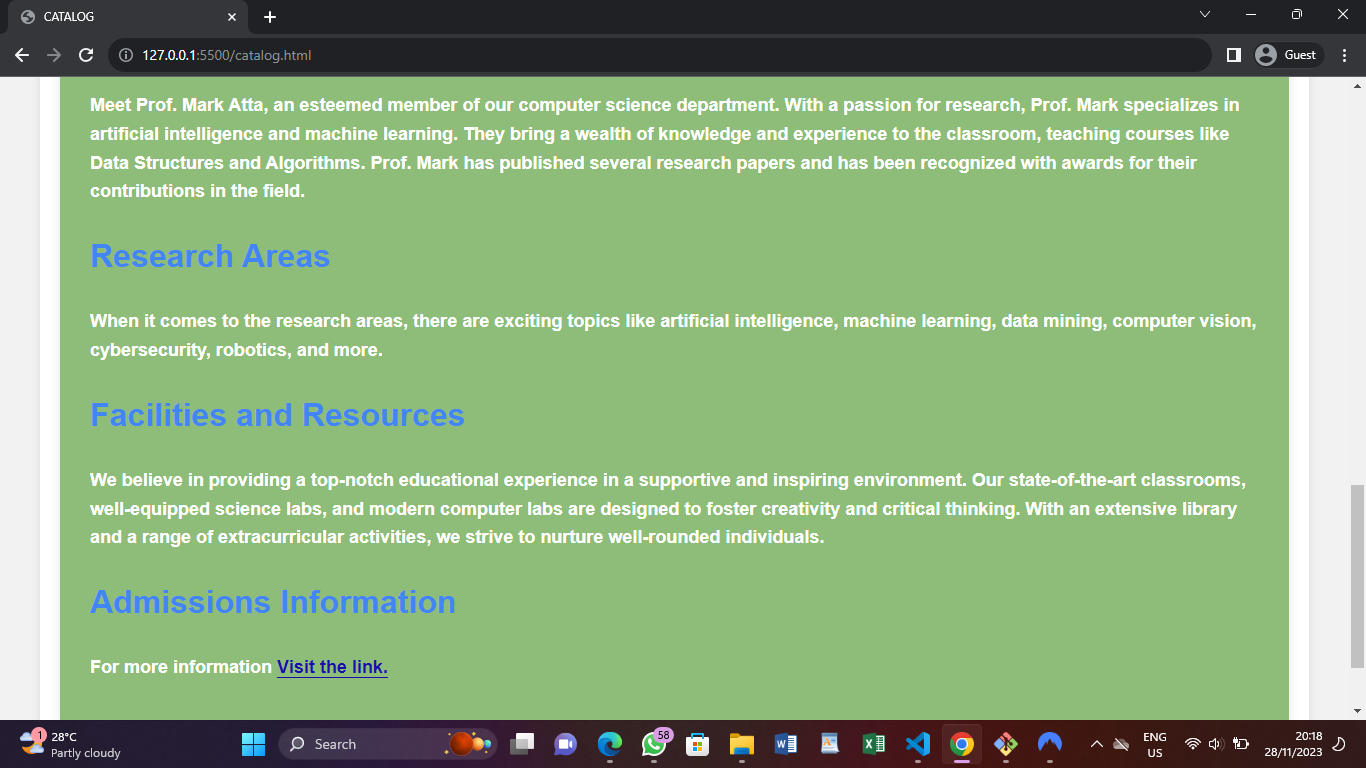 CATALOG
127.0.0.1:5500/catalog.html
Guest
Meet Prof. Mark Atta, an esteemed member of our computer science department. With a passion for research, Prof. Mark specializes in
artificial intelligence and machine learning. They bring a wealth of knowledge and experience to the classroom, teaching courses like
Data Structures and Algorithms. Prof. Mark has published several research papers and has been recognized with awards for their
contributions in the field.
Research Areas
When it comes to the research areas, there are exciting topics like artificial intelligence, machine learning, data mining, computer vision,
cybersecurity, robotics, and more.
Facilities and Resources
We believe in providing a top-notch educational experience in a supportive and inspiring environment. Our state-of-the-art classrooms,
well-equipped science labs, and modern computer labs are designed to foster creativity and critical thinking. With an extensive library
and a range of extracurricular activities, we strive to nurture well-rounded individuals.
Admissions Information
For more information Visit the link.
1
28°C
Partly cloudy
Search
58
ENG
US
20:18
28/11/2023